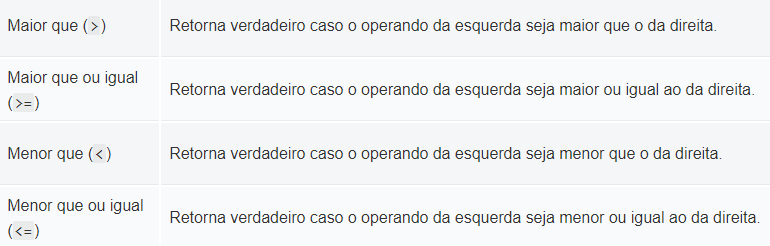 Maior que (>) Retorna verdadeiro caso o operando da esquerda seja maior que o da direita.
Maior que ou igual
(>=) Retorna verdadeiro caso o operando da esquerda seja maior ou igual ao da direita.
Menor que (<) Retorna verdadeiro caso o operando da esquerda seja menor que o da direita.
Menor que ou igual
(<=) Retorna verdadeiro caso o operando da esquerda seja menor ou igual ao da direita.